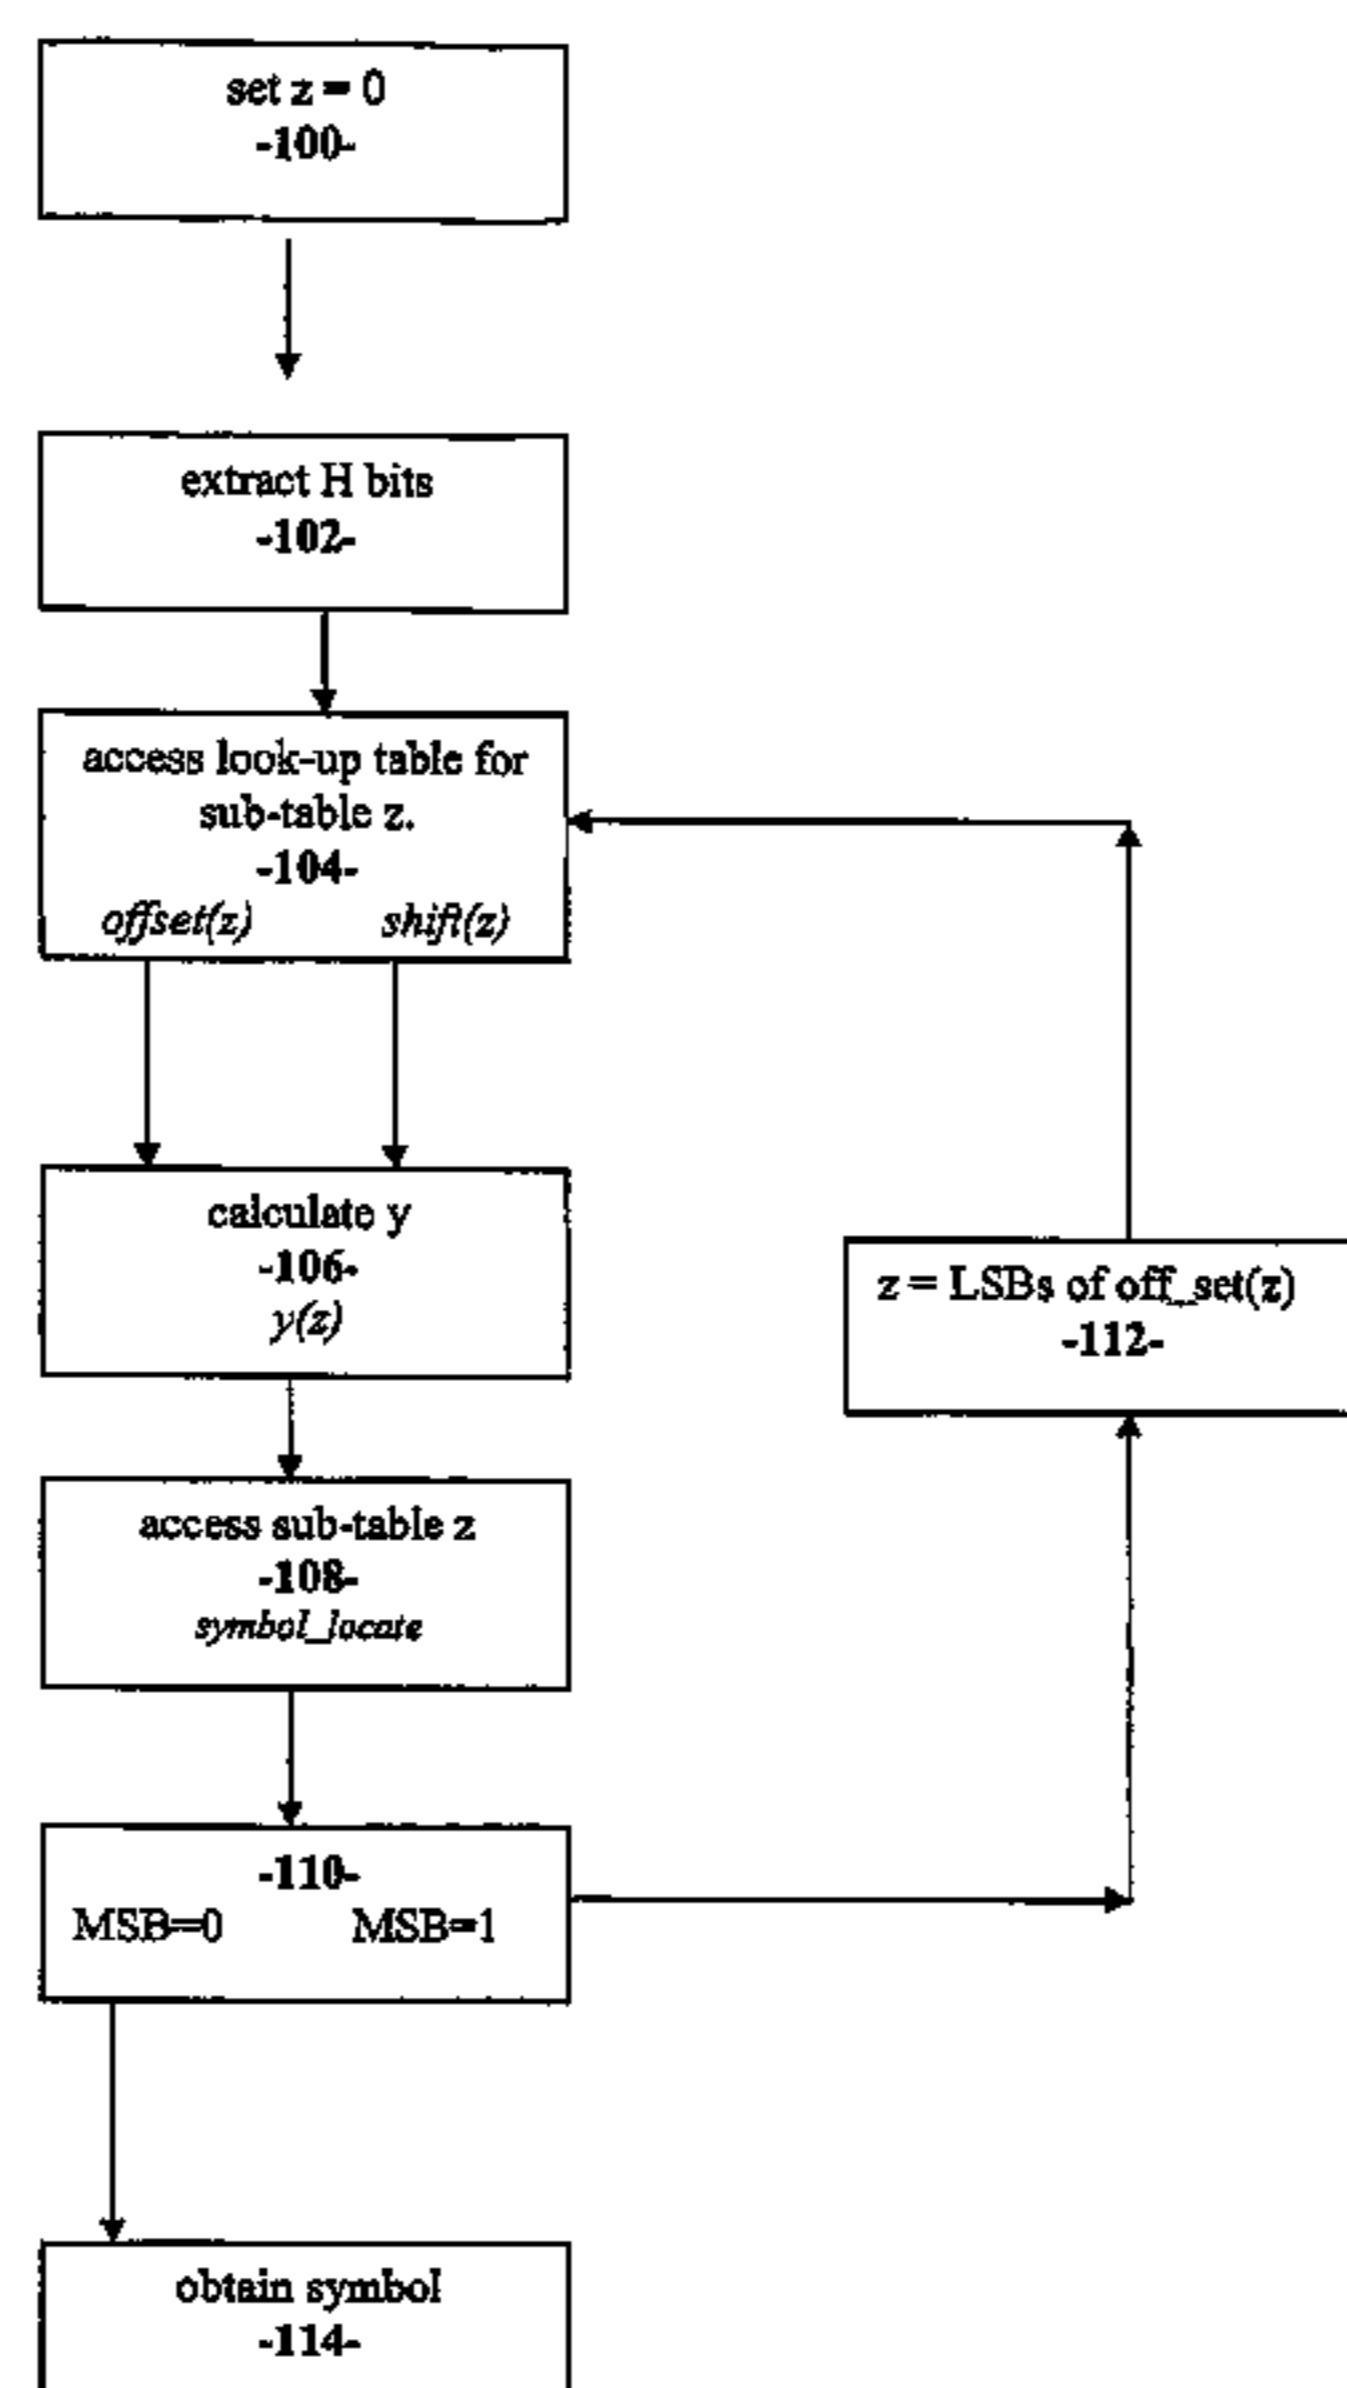 set z = 0
-100-
extract H bits
-102-
access look-up table for
sub-table z.
-104-
offset(z) shift(z)
calculate y
-106-
y(z)
z = LSBs of off_set(z)
-112-
access sub-table z
-108-
symbol_locate
-110-
MSB=0 MSB=1
obtain symbol
-114-